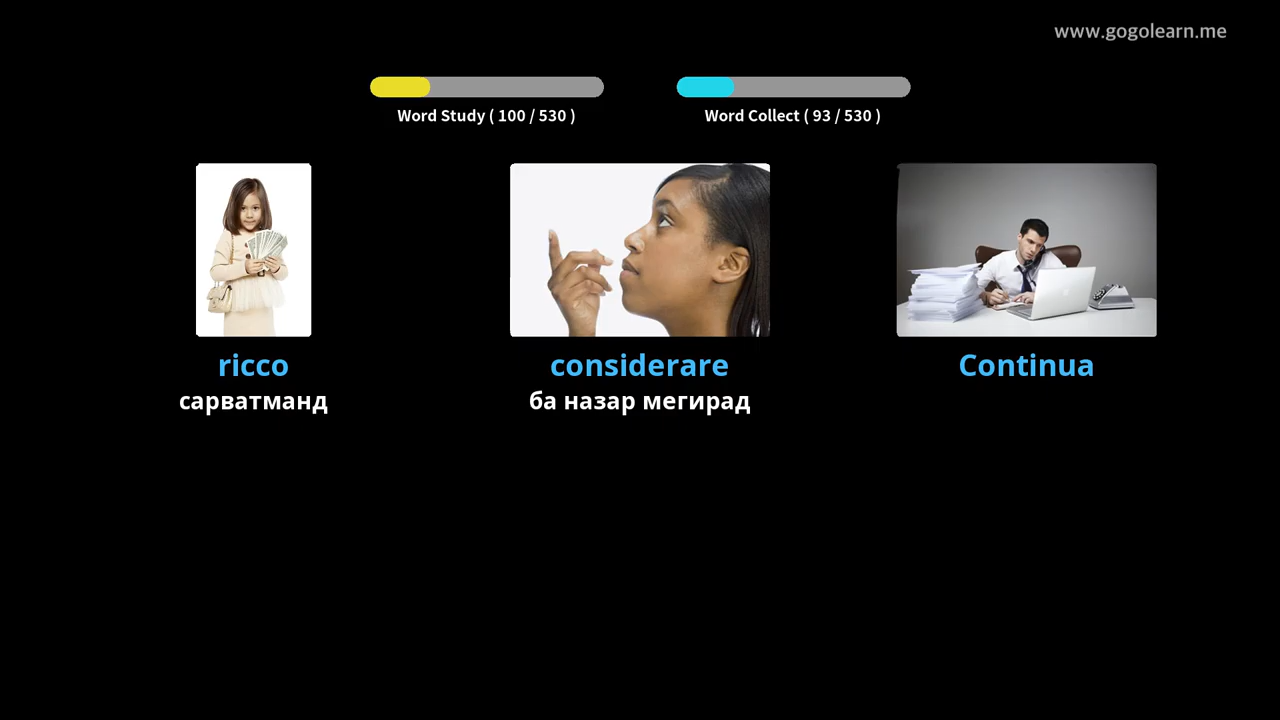 www.gogolearn.me
Word Study ( 100 / 530 )
Word Collect ( 93 / 530 )
ricco
considerare
Continua
сарватманд
ба назар мегирад